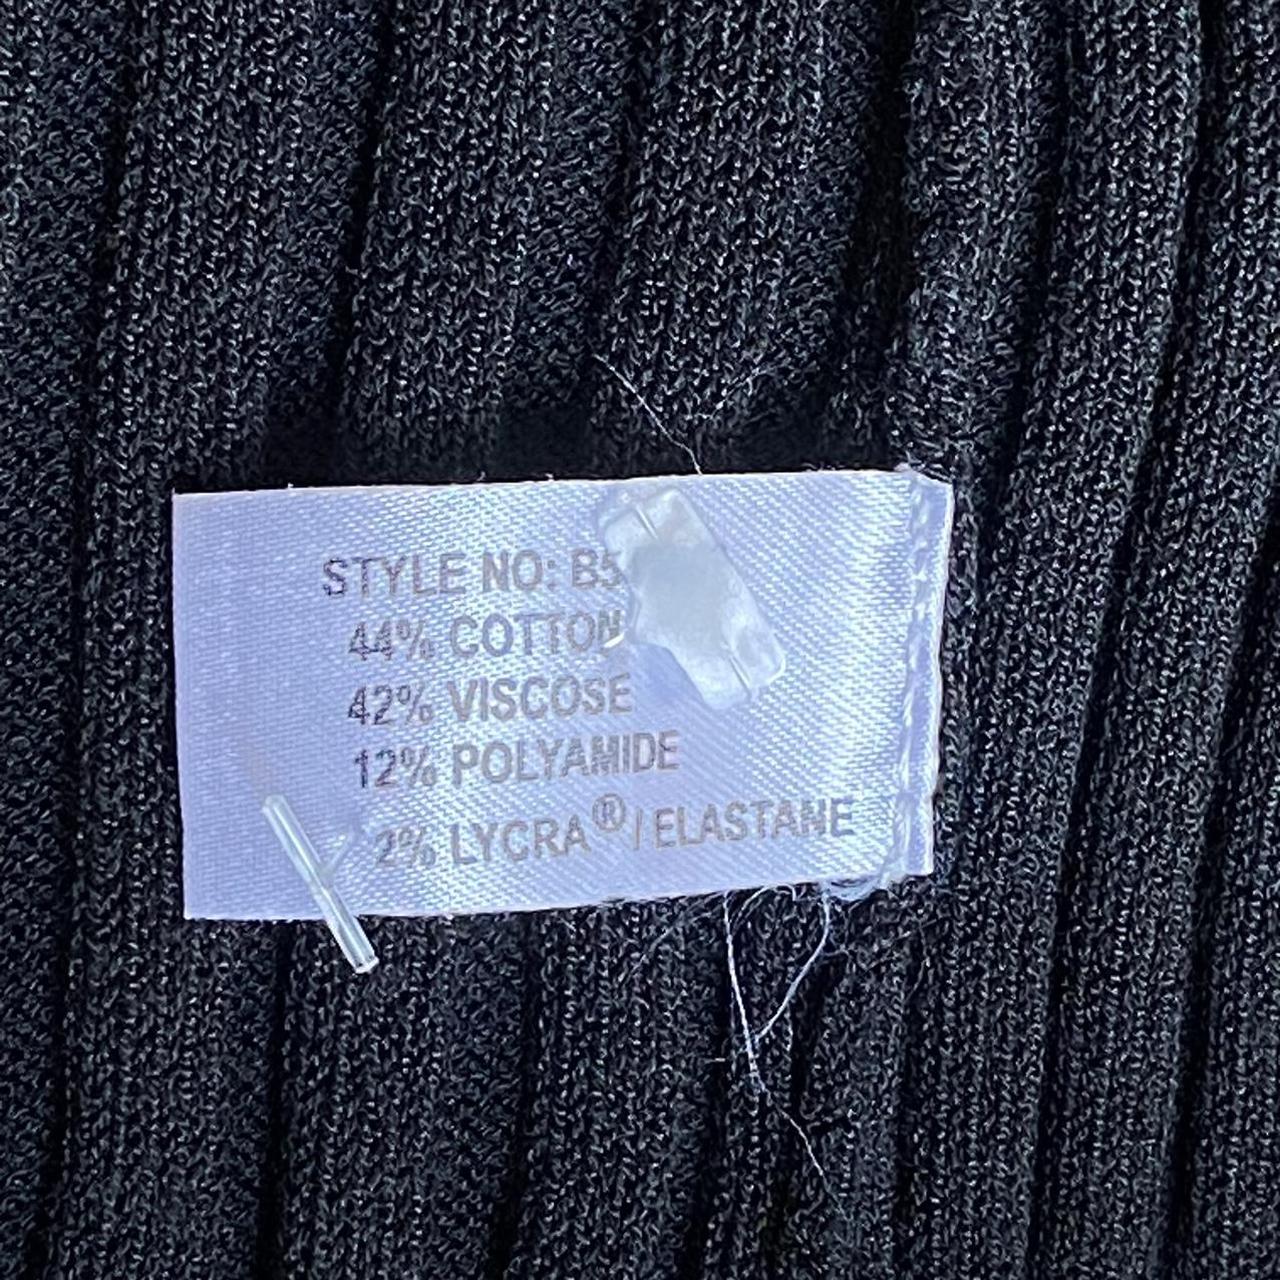 STYLE NO: B5
44% COTTON
42% VISCOSE
12% POLYAMIDE
2% LYCRA® / ELASTANE